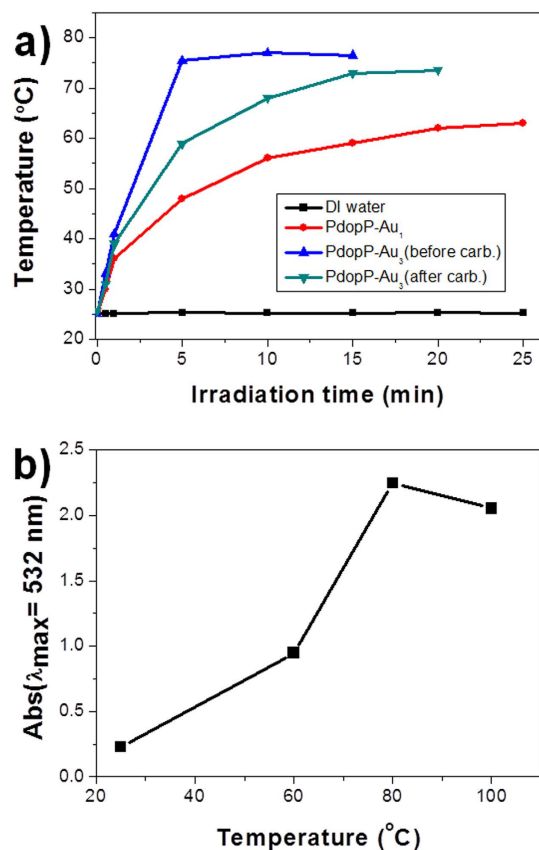 a)
Temperature (°C)
80
70
60
50
40
30
20
DI water
PdopP-Au₁
PdopP-Au₃(before carb.)
PdopP-Au₃(after carb.)
0 5 10 15 20 25
Irradiation time (min)
b)
Abs(λmax= 532 nm)
2.5
2.0
1.5
1.0
0.5
0.0
20 40 60 80 100
Temperature (°C)